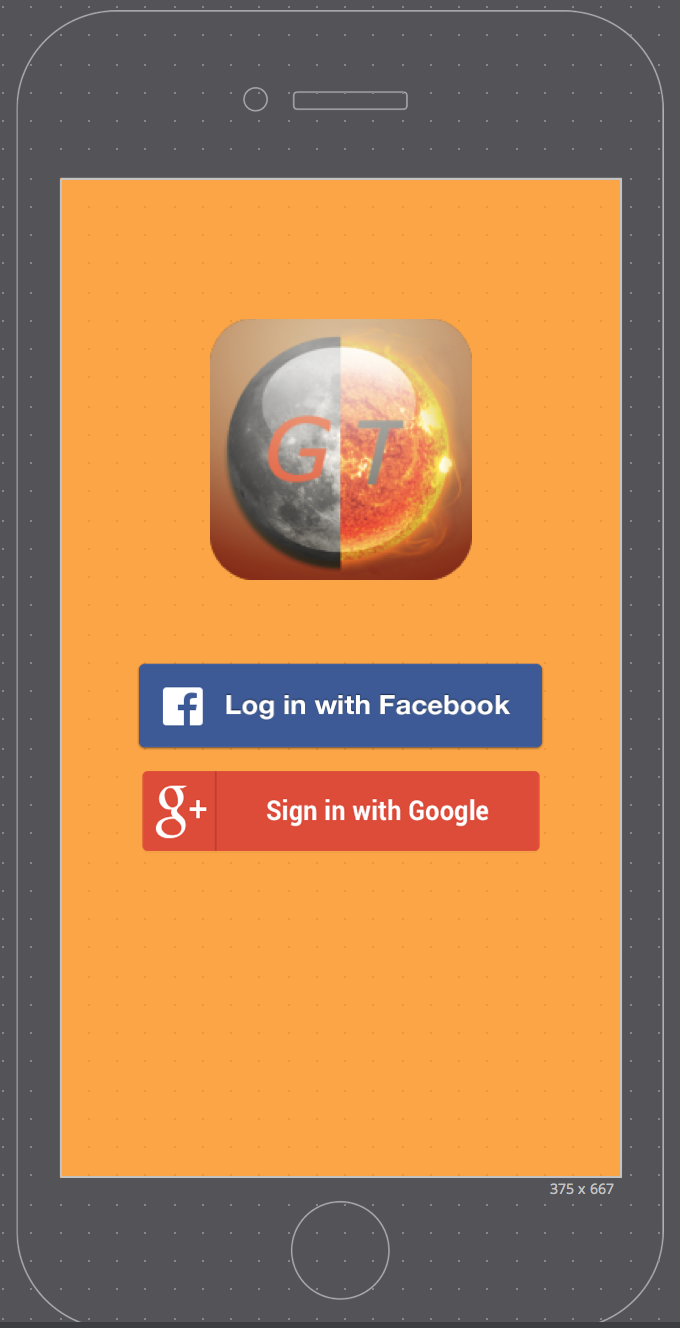 G T
Log in with Facebook
g+ Sign in with Google
375 x 667